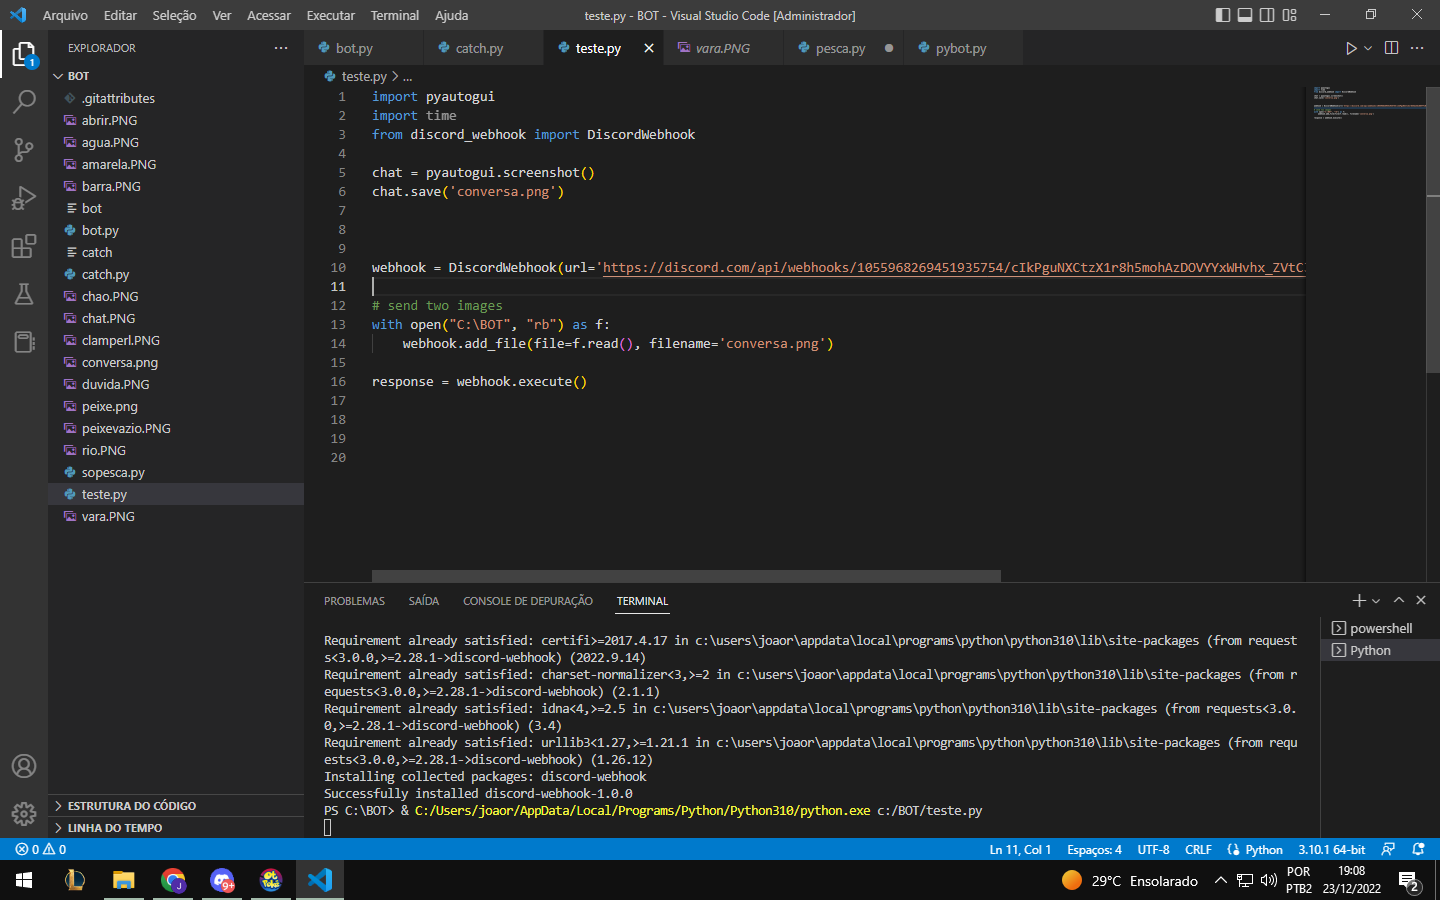 Arquivo Editar Seleção Ver Acessar Executar Terminal Ajuda
teste.py - BOT - Visual Studio Code [Administrador]
EXPLORADOR
bot.py
catch.py
teste.py
vara.PNG
pesca.py
pybot.py
1
BOT
.gitattributes
abrir.PNG
agua.PNG
amarela.PNG
barra.PNG
bot
bot.py
catch
catch.py
chao.PNG
chat.PNG
clamperl.PNG
conversa.png
duvida.PNG
peixe.png
peixevazio.PNG
rio.PNG
sopesca.py
teste.py
vara.PNG
ESTRUTURA DO CÓDIGO
LINHA DO TEMPO
teste.py > ...
1 import pyautogui
2 import time
3 from discord_webhook import DiscordWebhook
4
5 chat = pyautogui.screenshot()
6 chat.save('conversa.png')
7
8
9
10 webhook = DiscordWebhook(url='https://discord.com/api/webhooks/1055968269451935754/cIkPguNXCtzX1r8h5mohAzDOVYYxWHvhx_ZVtC
11
12 # send two images
13 with open("C:\BOT", "rb") as f:
14     webhook.add_file(file=f.read(), filename='conversa.png')
15
16 response = webhook.execute()
17
18
19
20
PROBLEMAS SAÍDA CONSOLE DE DEPURAÇÃO TERMINAL
Requirement already satisfied: certifi>=2017.4.17 in c:\users\joaor\appdata\local\programs\python\python310\lib\site-packages (from request
s<3.0.0,>=2.28.1->discord-webhook) (2022.9.14)
Requirement already satisfied: charset-normalizer<3,>=2 in c:\users\joaor\appdata\local\programs\python\python310\lib\site-packages (from r
equests<3.0.0,>=2.28.1->discord-webhook) (2.1.1)
Requirement already satisfied: idna<4,>=2.5 in c:\users\joaor\appdata\local\programs\python\python310\lib\site-packages (from requests<3.0.
0,>=2.28.1->discord-webhook) (3.4)
Requirement already satisfied: urllib3<1.27,>=1.21.1 in c:\users\joaor\appdata\local\programs\python\python310\lib\site-packages (from requ
ests<3.0.0,>=2.28.1->discord-webhook) (1.26.12)
Installing collected packages: discord-webhook
Successfully installed discord-webhook-1.0.0
PS C:\BOT> & C:/Users/joaor/AppData/Local/Programs/Python/Python310/python.exe c:/BOT/teste.py
powershell
Python
0 0
Ln 11, Col 1 Espaços: 4 UTF-8 CRLF Python 3.10.1 64-bit
J
9+
29°C Ensolarado
POR
PTB2
19:08
23/12/2022
2